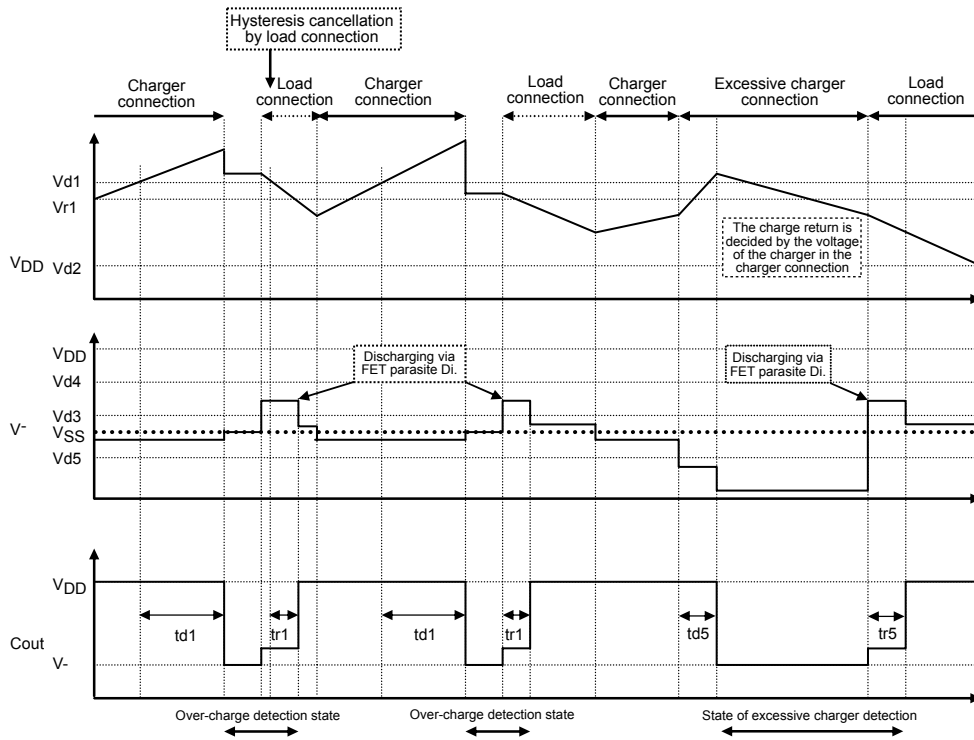 Hysteresis cancellation
by load connection
Charger
connection
Load
connection
Charger
connection
Load
connection
Charger
connection
Excessive charger
connection
Load
connection
Vd1
Vr1
VDD
Vd2
The charge return is
decided by the voltage
of the charger in the
charger connection
VDD
Vd4
Discharging via
FET parasite Di.
Discharging via
FET parasite Di.
Vd3
V-
VSS
Vd5
VDD
td1
tr1
td1
tr1
td5
tr5
Cout
V-
Over-charge detection state
Over-charge detection state
State of excessive charger detection